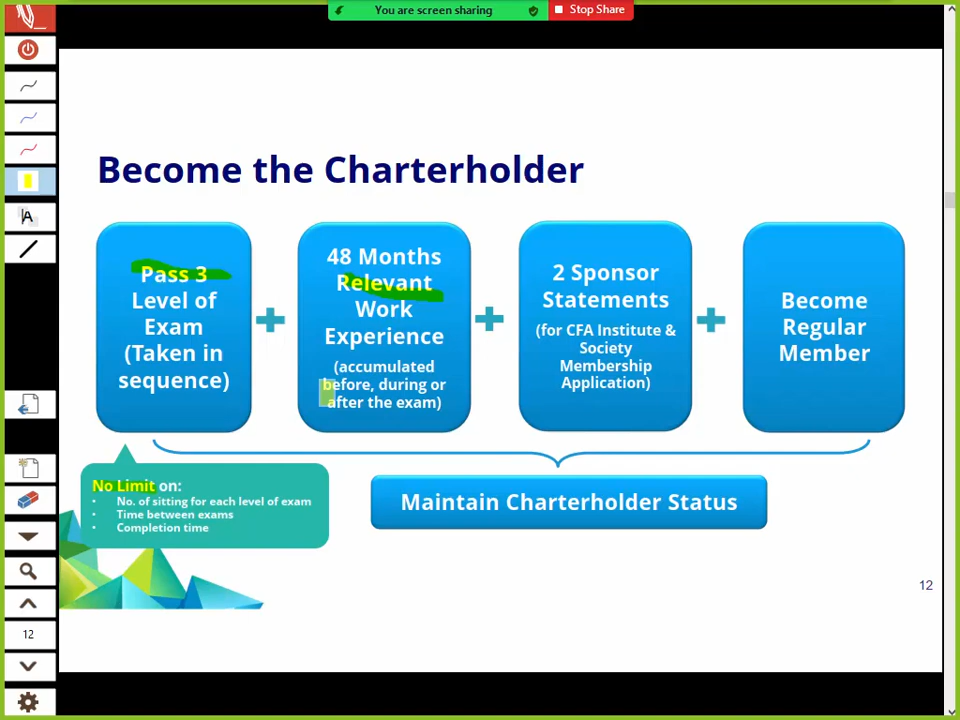 You are screen sharing
Stop Share
Become the Charterholder
Pass 3
Level of
Exam
(Taken in
sequence)
48 Months
Relevant
Work
Experience
(accumulated
before, during or
after the exam)
2 Sponsor
Statements
(for CFA Institute &
Society
Membership
Application)
Become
Regular
Member
No Limit on:
• No. of sitting for each level of exam
• Time between exams
• Completion time
Maintain Charterholder Status
12
A
12